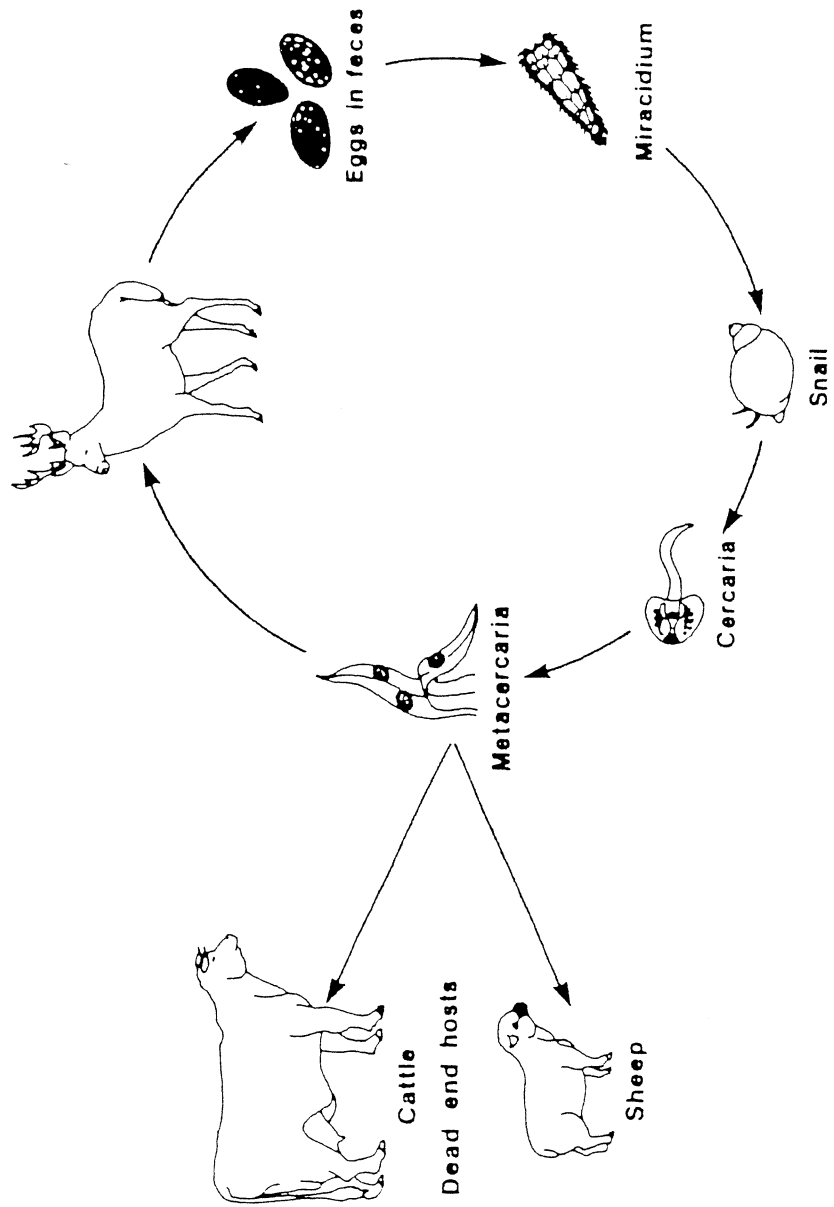 Eggs in feces
Miracidium
Snail
Cercaria
Metacercaria
Cattle
Dead end hosts
Sheep